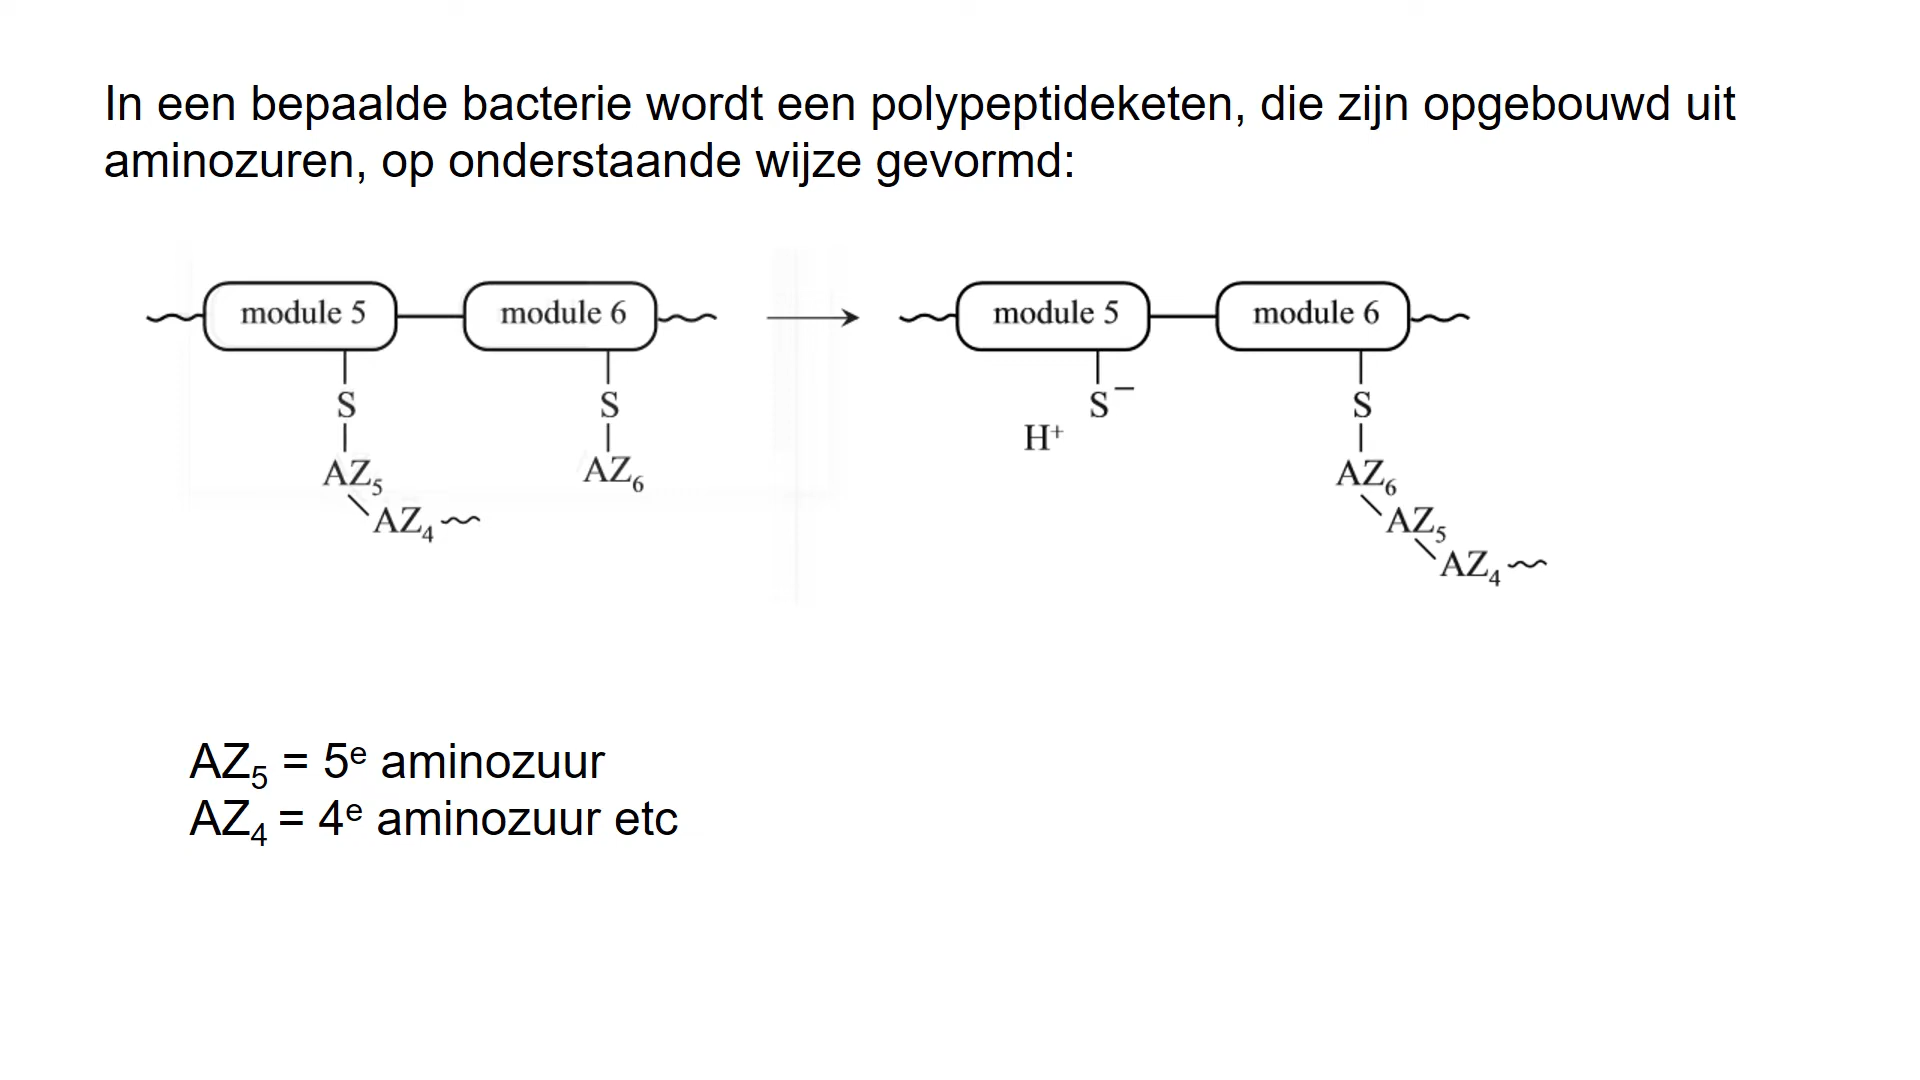 In een bepaalde bacterie wordt een polypeptideketen, die zijn opgebouwd uit
aminozuren, op onderstaande wijze gevormd:
module 5 module 6 module 5 module 6
S S S⁻ S
H⁺
AZ₅ AZ₆ AZ₆
AZ₄ AZ₅
AZ₄
AZ₅ = 5ᵉ aminozuur
AZ₄ = 4ᵉ aminozuur etc